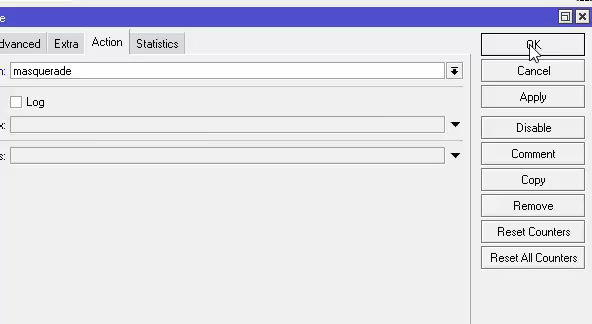 e
dvanced Extra Action Statistics
n: masquerade
Log
x:
s:
OK
Cancel
Apply
Disable
Comment
Copy
Remove
Reset Counters
Reset All Counters